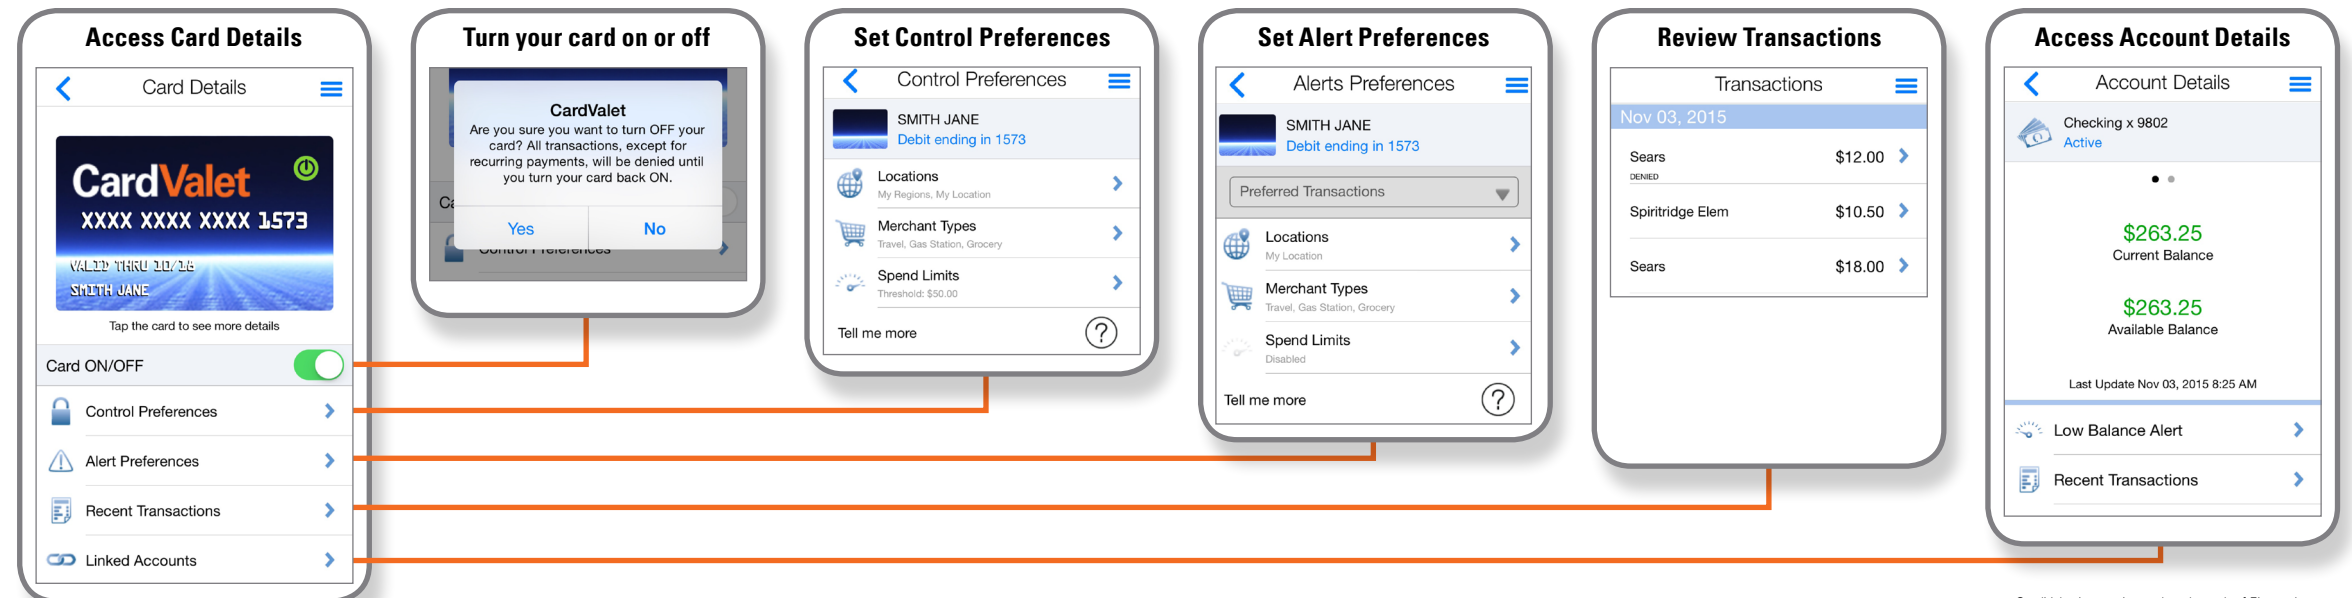 Access Card Details
Card Details
CardValet
XXXX XXXX XXXX 1573
VALID THRU 10/18
SMITH JANE
Tap the card to see more details
Card ON/OFF
Control Preferences
Alert Preferences
Recent Transactions
Linked Accounts
Turn your card on or off
CardValet
Are you sure you want to turn OFF your
card? All transactions, except for
recurring payments, will be denied until
you turn your card back ON.
Yes
No
Ca
Control Preferences
Set Control Preferences
Control Preferences
SMITH JANE
Debit ending in 1573
Locations
My Regions, My Location
Merchant Types
Travel, Gas Station, Grocery
Spend Limits
Threshold: $50.00
Tell me more
?
Set Alert Preferences
Alerts Preferences
SMITH JANE
Debit ending in 1573
Preferred Transactions
Locations
My Location
Merchant Types
Travel, Gas Station, Grocery
Spend Limits
Disabled
Tell me more
?
Review Transactions
Transactions
Nov 03, 2015
Sears $12.00
DENIED
Spiritridge Elem $10.50
Sears $18.00
Access Account Details
Account Details
Checking x 9802
Active
$263.25
Current Balance
$263.25
Available Balance
Last Update Nov 03, 2015 8:25 AM
Low Balance Alert
Recent Transactions